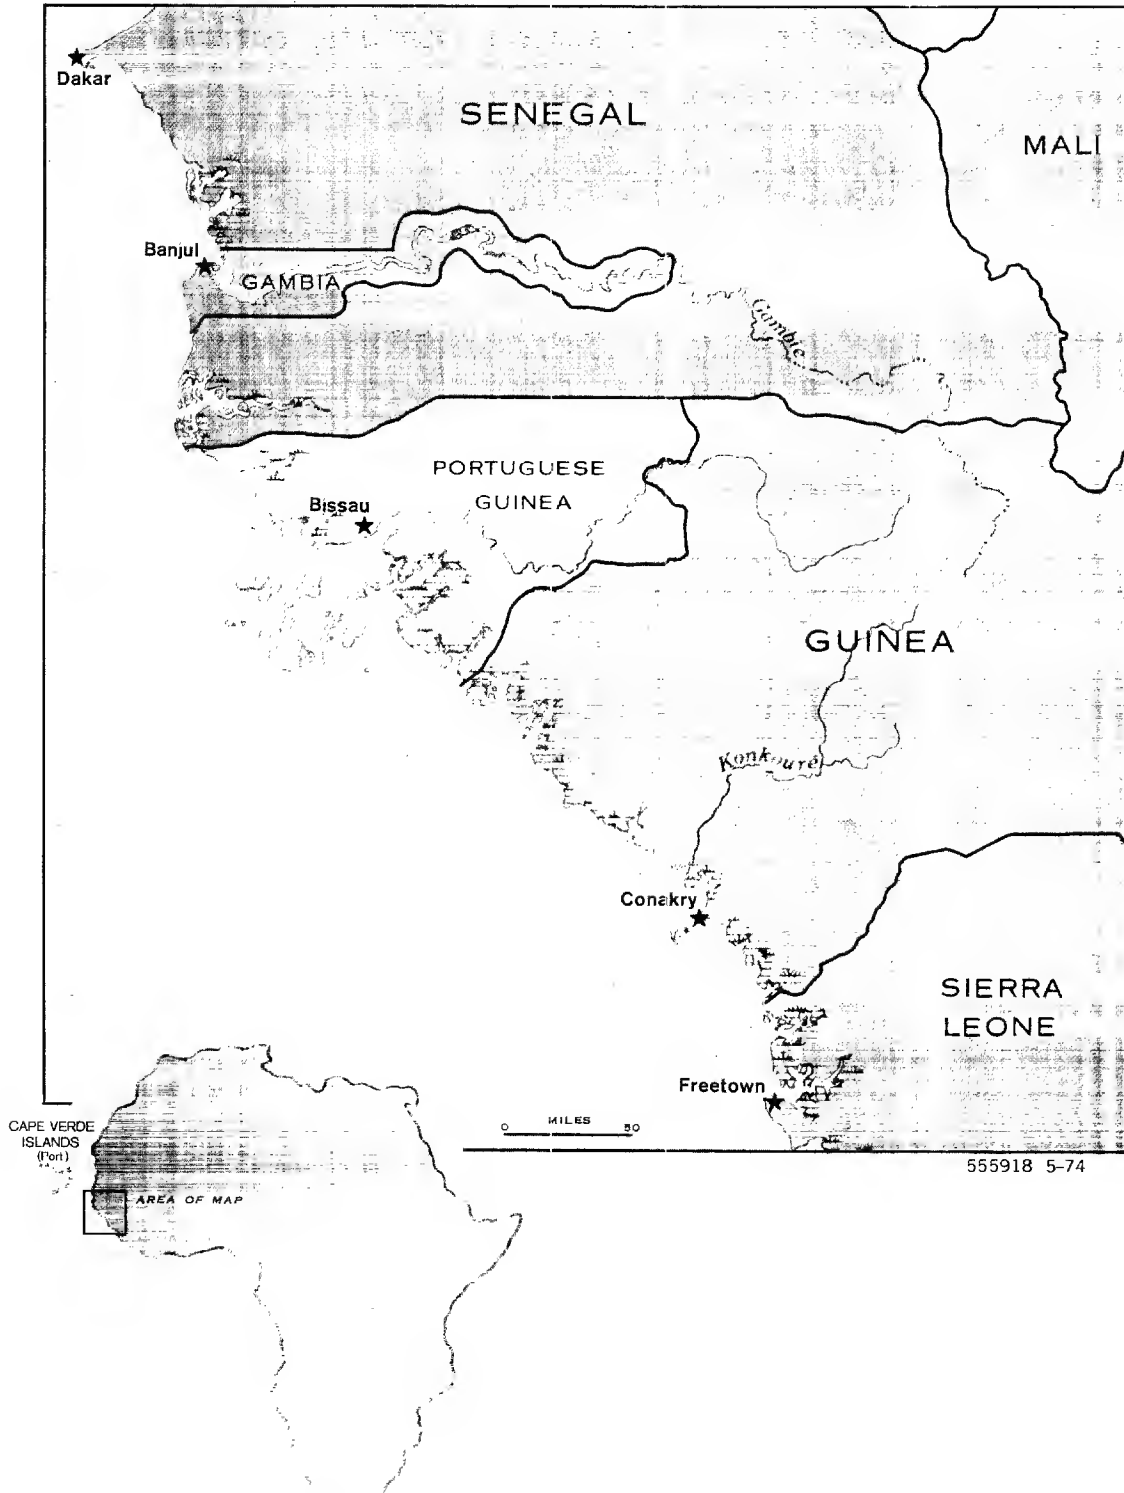 Dakar
SENEGAL
MALI
Banjul
GAMBIA
Gambie
PORTUGUESE
GUINEA
Bissau
GUINEA
Konkouré
Conakry
SIERRA
LEONE
Freetown
MILES
0 50
555918 5-74
CAPE VERDE
ISLANDS
(Port)
AREA OF MAP